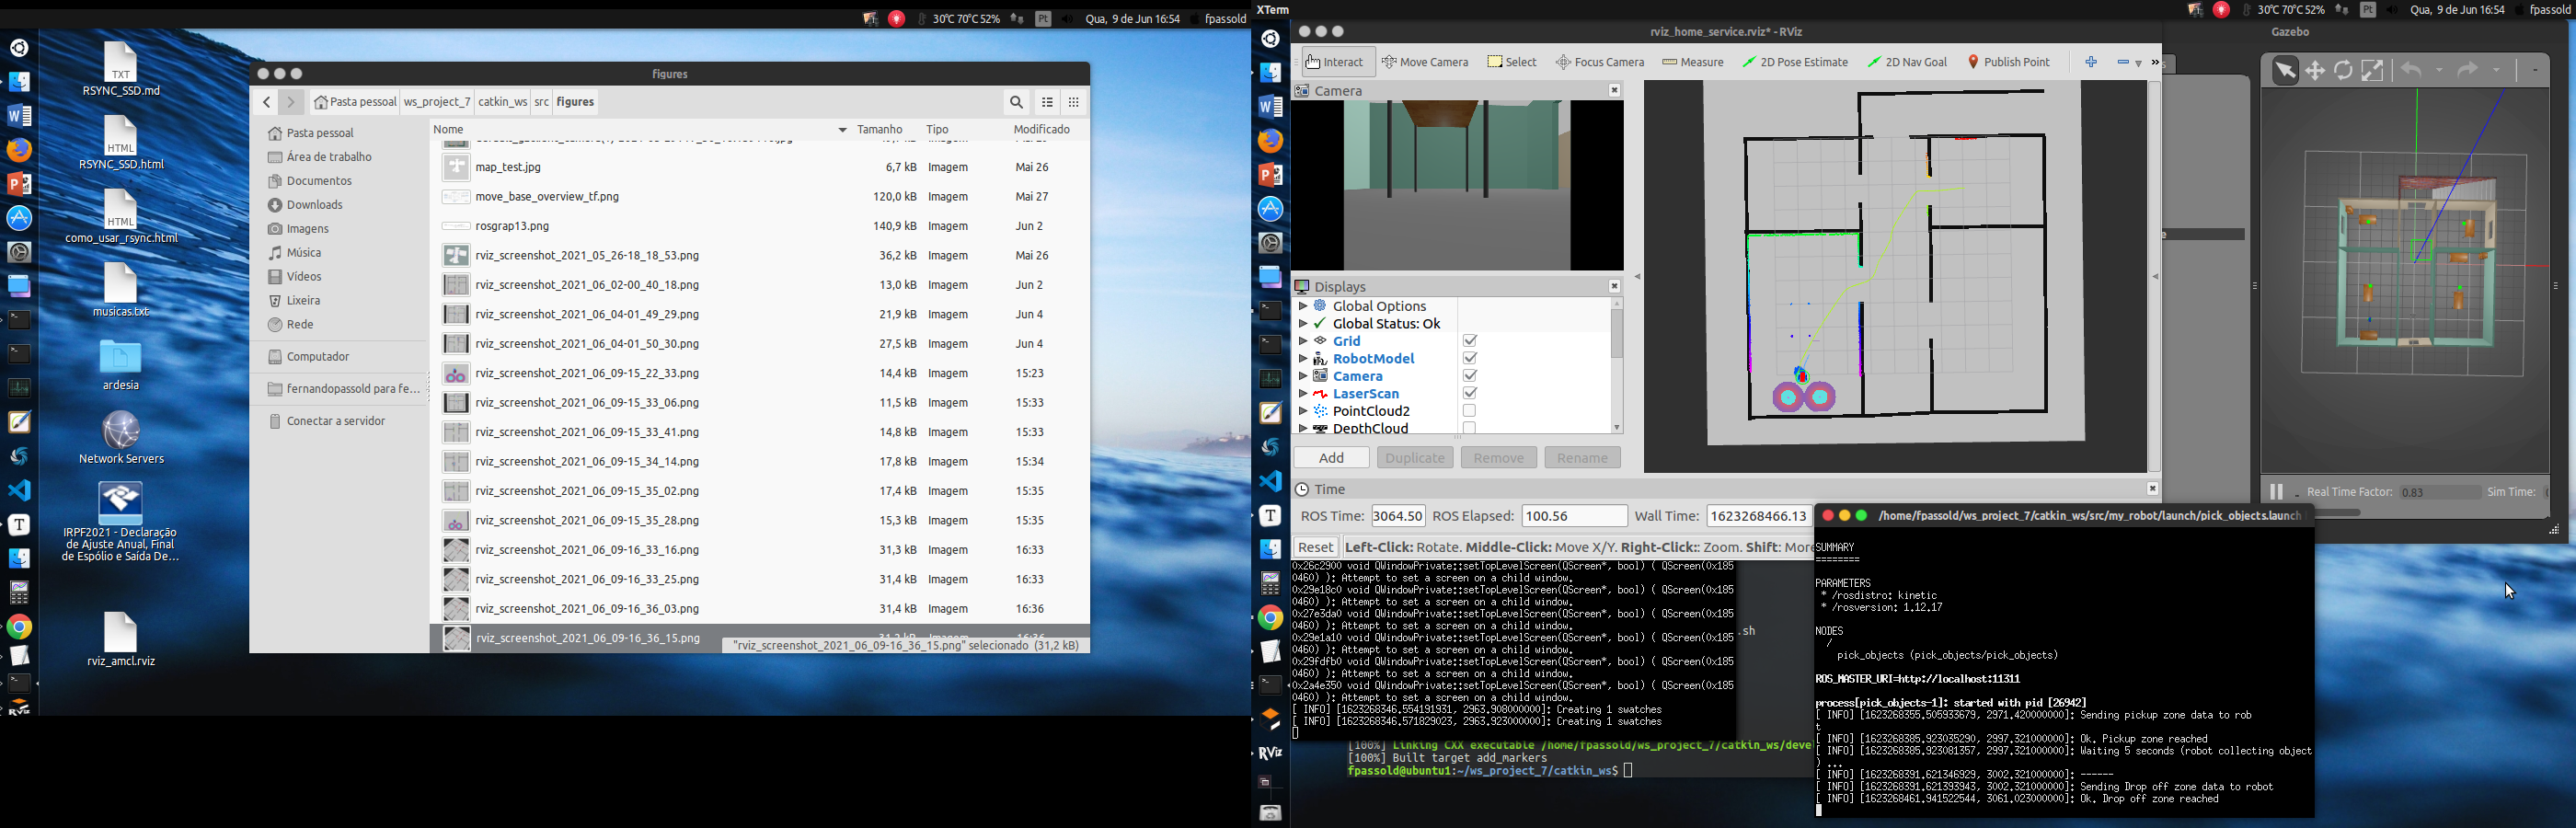 30°C 70°C 52%
Pt
Qua, 9 de Jun 16:54
fpassold
TXT
RSYNC_SSD.md
HTML
RSYNC_SSD.html
HTML
como_usar_rsync.html
musicas.txt
ardesia
Network Servers
IRPF2021 - Declaração
de Ajuste Anual, Final
de Espólio e Saída De...
rviz_amcl.rviz
figures
Pasta pessoal
ws_project_7
catkin_ws
src
figures
Pasta pessoal
Área de trabalho
Documentos
Downloads
Imagens
Música
Vídeos
Lixeira
Rede
Computador
fernandopassold para fe...
Conectar a servidor
Nome Tamanho Tipo Modificado
map_test.jpg 6,7 kB Imagem Mai 26
move_base_overview_tf.png 120,0 kB Imagem Mai 27
rosgrap13.png 140,9 kB Imagem Jun 2
rviz_screenshot_2021_05_26-18_18_53.png 36,2 kB Imagem Mai 26
rviz_screenshot_2021_06_02-00_40_18.png 13,0 kB Imagem Jun 2
rviz_screenshot_2021_06_04-01_49_29.png 21,9 kB Imagem Jun 4
rviz_screenshot_2021_06_04-01_50_30.png 27,5 kB Imagem Jun 4
rviz_screenshot_2021_06_09-15_22_33.png 14,4 kB Imagem 15:23
rviz_screenshot_2021_06_09-15_33_06.png 11,5 kB Imagem 15:33
rviz_screenshot_2021_06_09-15_33_41.png 14,8 kB Imagem 15:33
rviz_screenshot_2021_06_09-15_34_14.png 17,8 kB Imagem 15:34
rviz_screenshot_2021_06_09-15_35_02.png 17,4 kB Imagem 15:35
rviz_screenshot_2021_06_09-15_35_28.png 15,3 kB Imagem 15:35
rviz_screenshot_2021_06_09-16_33_16.png 31,3 kB Imagem 16:33
rviz_screenshot_2021_06_09-16_33_25.png 31,4 kB Imagem 16:33
rviz_screenshot_2021_06_09-16_36_03.png 31,4 kB Imagem 16:36
rviz_screenshot_2021_06_09-16_36_15.png
"rviz_screenshot_2021_06_09-16_36_15.png" selecionado (31,2 kB)
XTerm
30°C 70°C 52%
Pt
Qua, 9 de Jun 16:54
fpassold
rviz_home_service.rviz* - RViz
Interact Move Camera Select Focus Camera Measure 2D Pose Estimate 2D Nav Goal Publish Point
Camera
Displays
Global Options
Global Status: Ok
Grid
RobotModel
Camera
LaserScan
PointCloud2
DepthCloud
Add Duplicate Remove Rename
Time
ROS Time: 3064.50 ROS Elapsed: 100.56 Wall Time: 1623268466.13
Reset Left-Click: Rotate. Middle-Click: Move X/Y. Right-Click:: Zoom. Shift: Mor
Gazebo
Real Time Factor: 0.83 Sim Time:
0x26c2900 void QWindowPrivate::setTopLevelScreen(QScreen*, bool) ( QScreen(0x185
0460) ): Attempt to set a screen on a child window.
0x29e18c0 void QWindowPrivate::setTopLevelScreen(QScreen*, bool) ( QScreen(0x185
0460) ): Attempt to set a screen on a child window.
0x27e3da0 void QWindowPrivate::setTopLevelScreen(QScreen*, bool) ( QScreen(0x185
0460) ): Attempt to set a screen on a child window.
0x29e1a10 void QWindowPrivate::setTopLevelScreen(QScreen*, bool) ( QScreen(0x185
0460) ): Attempt to set a screen on a child window.
0x29fdfb0 void QWindowPrivate::setTopLevelScreen(QScreen*, bool) ( QScreen(0x185
0460) ): Attempt to set a screen on a child window.
0x2a4e350 void QWindowPrivate::setTopLevelScreen(QScreen*, bool) ( QScreen(0x185
0460) ): Attempt to set a screen on a child window.
[ INFO] [1623268346.554191931, 2963.908000000]: Creating 1 swatches
[ INFO] [1623268346.571829023, 2963.923000000]: Creating 1 swatches
.sh
[100%] Linking CXX executable /home/fpassold/ws_project_7/catkin_ws/deve
[100%] Built target add_markers
fpassold@ubuntu1:~/ws_project_7/catkin_ws$
/home/fpassold/ws_project_7/catkin_ws/src/my_robot/launch/pick_objects.launch
SUMMARY
========
PARAMETERS
* /rosdistro: kinetic
* /rosversion: 1.12.17
NODES
/
pick_objects (pick_objects/pick_objects)
ROS_MASTER_URI=http://localhost:11311
process[pick_objects-1]: started with pid [26942]
[ INFO] [1623268355.505933679, 2971.420000000]: Sending pickup zone data to rob
t
[ INFO] [1623268385.923035290, 2997.321000000]: Ok. Pickup zone reached
[ INFO] [1623268385.923081357, 2997.321000000]: Waiting 5 seconds (robot collecting object
) ...
[ INFO] [1623268391.621346929, 3002.321000000]: ------
[ INFO] [1623268391.621393943, 3002.321000000]: Sending Drop off zone data to robot
[ INFO] [1623268461.941522544, 3061.023000000]: Ok. Drop off zone reached
RViz